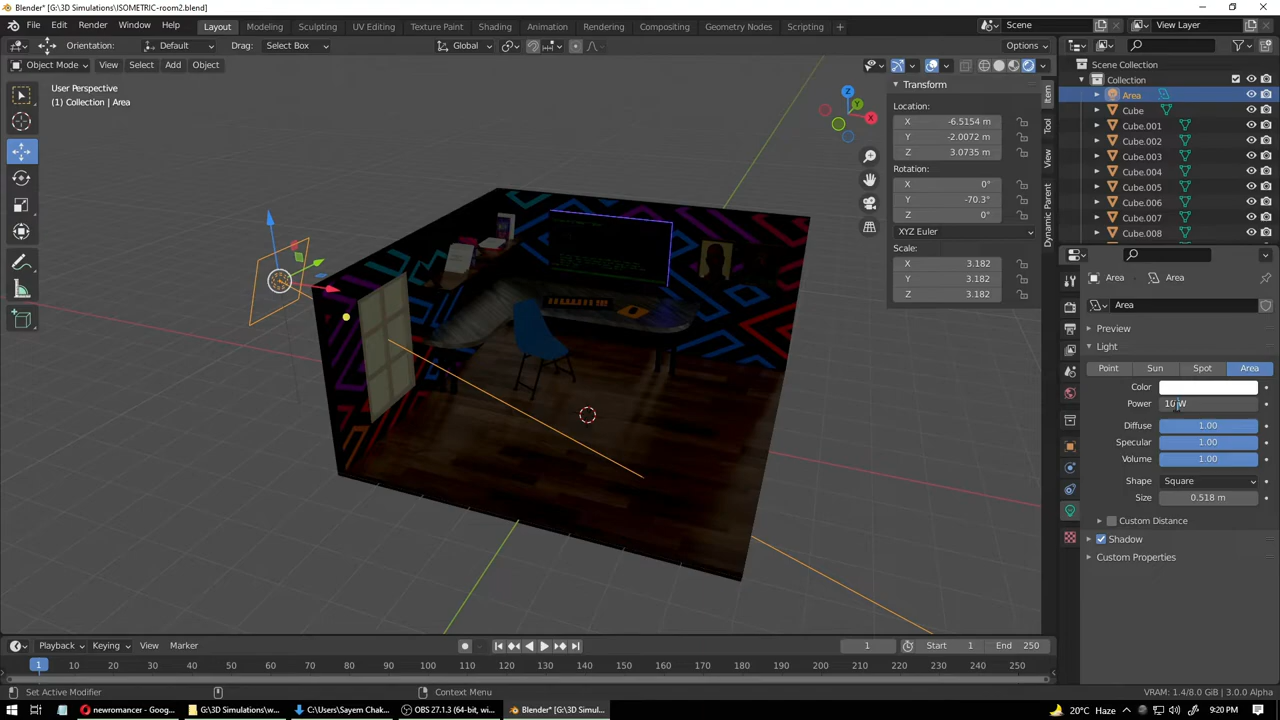 Blender* [G:\3D Simulations\ISOMETRIC-room2.blend]
File Edit Render Window Help Layout Modeling Sculpting UV Editing Texture Paint Shading Animation Rendering Compositing Geometry Nodes Scripting + Scene View Layer
Orientation: Default Drag: Select Box Global Options
Object Mode View Select Add Object
User Perspective
(1) Collection | Area
Transform
Location:
X -6.5154 m
Y -2.0072 m
Z 3.0735 m
Rotation:
X 0°
Y -70.3°
Z 0°
XYZ Euler
Scale:
X 3.182
Y 3.182
Z 3.182
Item
Tool
View
Dynamic Parent
Z
Y
X
Scene Collection
Collection
Area
Cube
Cube.001
Cube.002
Cube.003
Cube.004
Cube.005
Cube.006
Cube.007
Cube.008
Area Area
Area
Preview
Light
Point Sun Spot Area
Color
Power 10 W
Diffuse 1.00
Specular 1.00
Volume 1.00
Shape Square
Size 0.518 m
Custom Distance
Shadow
Custom Properties
Playback Keying View Marker 1 Start 1 End 250
1 10 20 30 40 50 60 70 80 90 100 110 120 130 140 150 160 170 180 190 200 210 220 230 240 250
Set Active Modifier Context Menu VRAM: 1.4/8.0 GiB | 3.0.0 Alpha
newromancer - Goog... G:\3D Simulations\w... C:\Users\Sayem Chak... OBS 27.1.3 (64-bit, w... Blender* [G:\3D Simul... 20°C Haze 9:20 PM